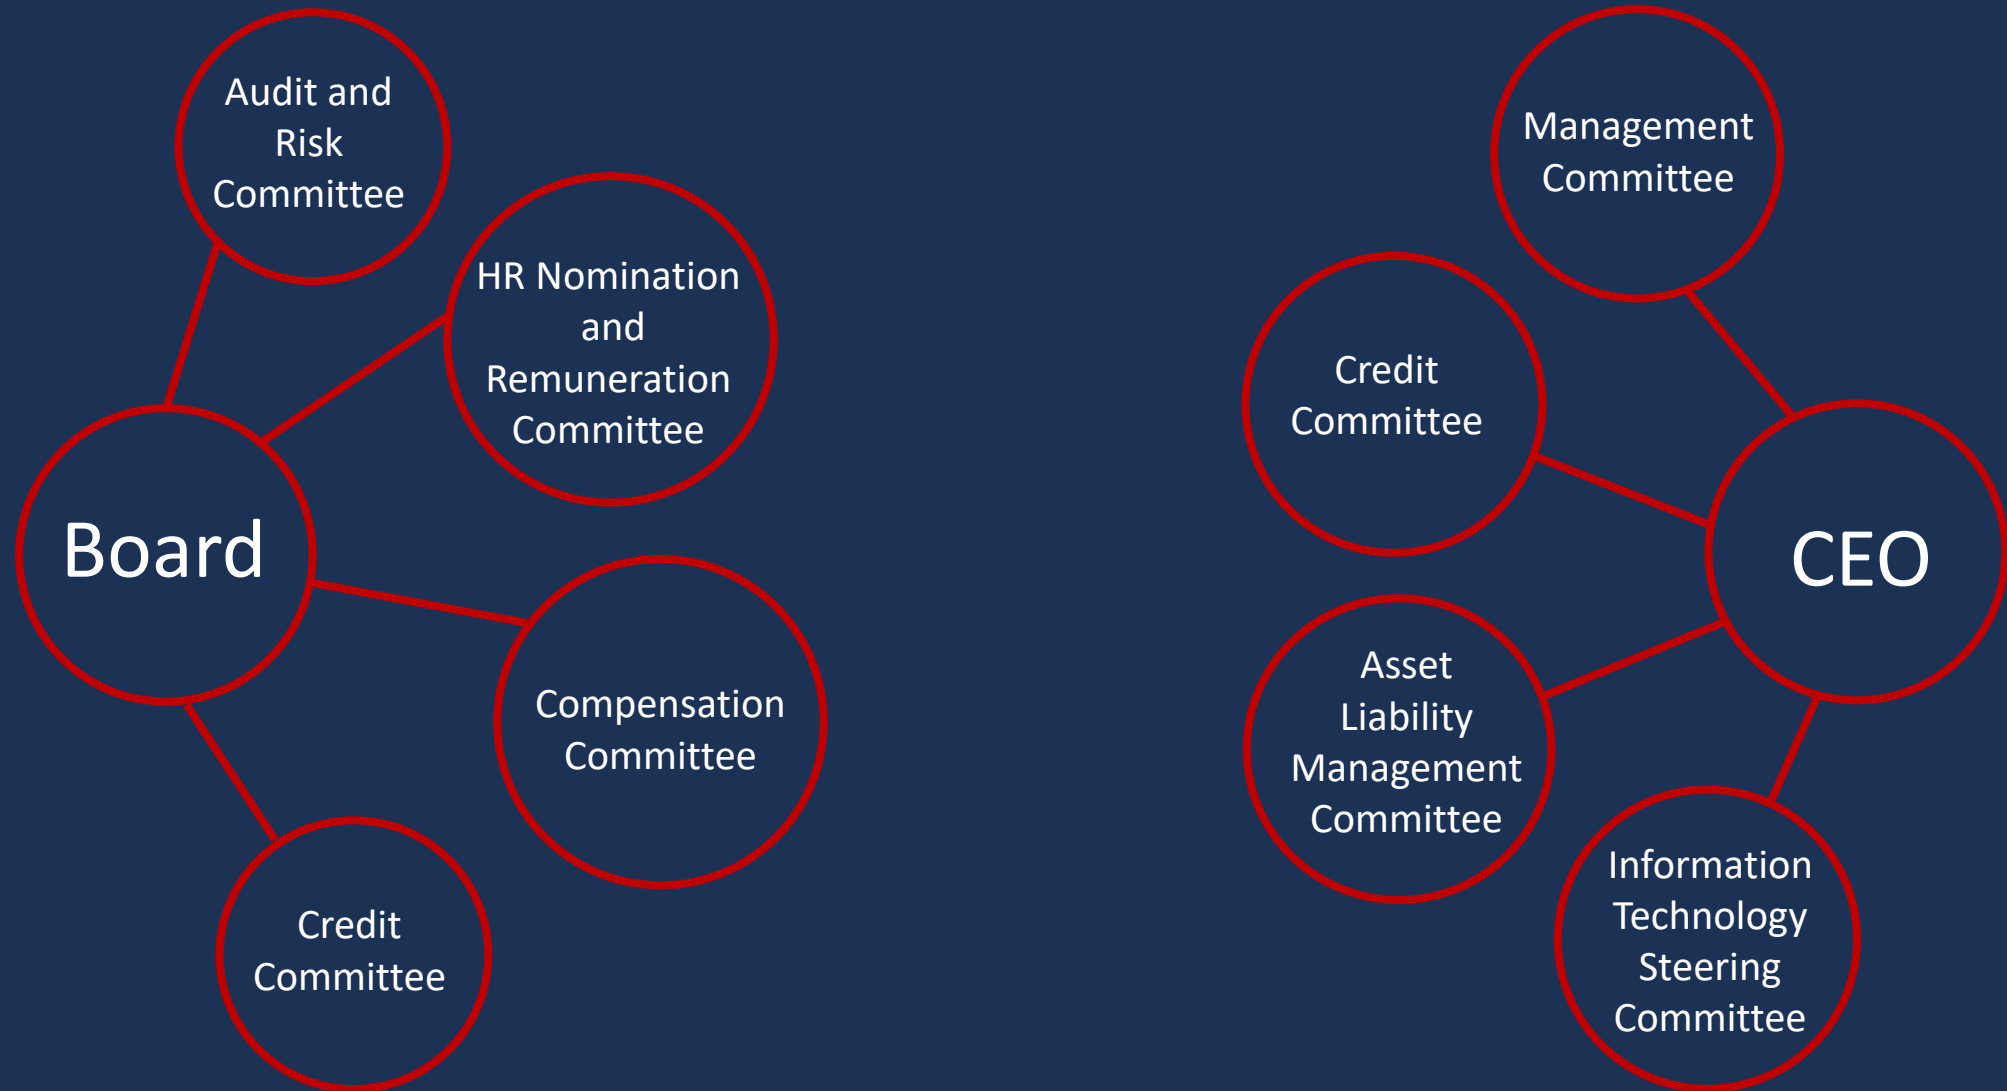 Audit and
Risk
Committee
HR Nomination
and
Remuneration
Committee
Board
Compensation
Committee
Credit
Committee
Management
Committee
Credit
Committee
CEO
Asset
Liability
Management
Committee
Information
Technology
Steering
Committee